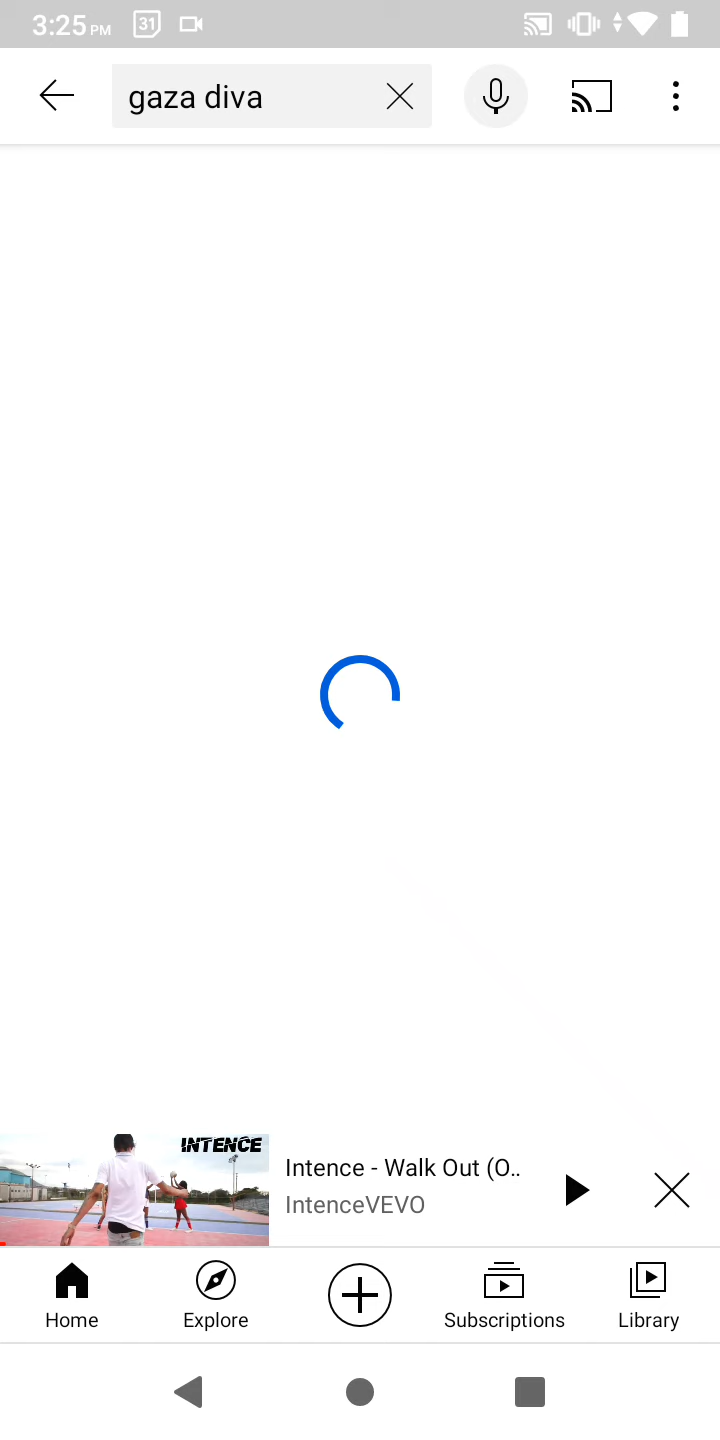 3:25 PM 31
gaza diva
INTENCE
Intence - Walk Out (O..
IntenceVEVO
Home
Explore
Subscriptions
Library